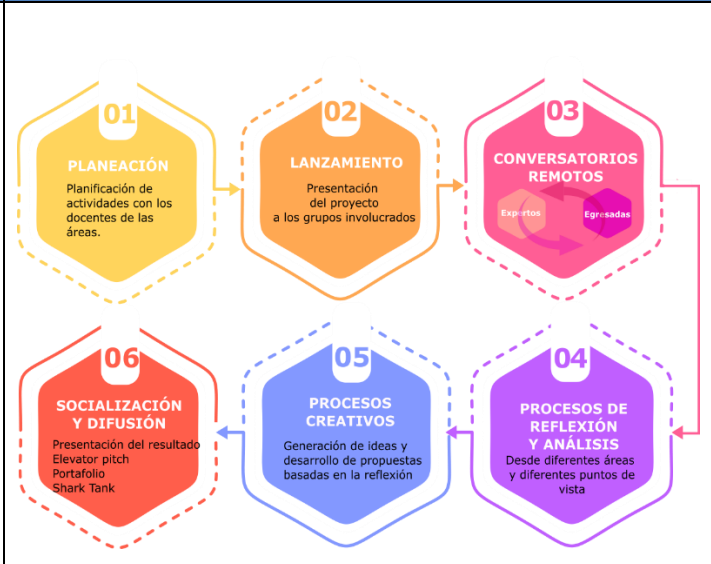 01
PLANEACIÓN
Planificación de
actividades con los
docentes de las
áreas.
02
LANZAMIENTO
Presentación
del proyecto
a los grupos involucrados
03
CONVERSATORIOS
REMOTOS
Expertos
Egresadas
04
PROCESOS DE
REFLEXIÓN
Y ANÁLISIS
Desde diferentes áreas
y diferentes puntos de
vista
05
PROCESOS
CREATIVOS
Generación de ideas y
desarrollo de propuestas
basadas en la reflexión
06
SOCIALIZACIÓN
Y DIFUSIÓN
Presentación del resultado
Elevator pitch
Portafolio
Shark Tank